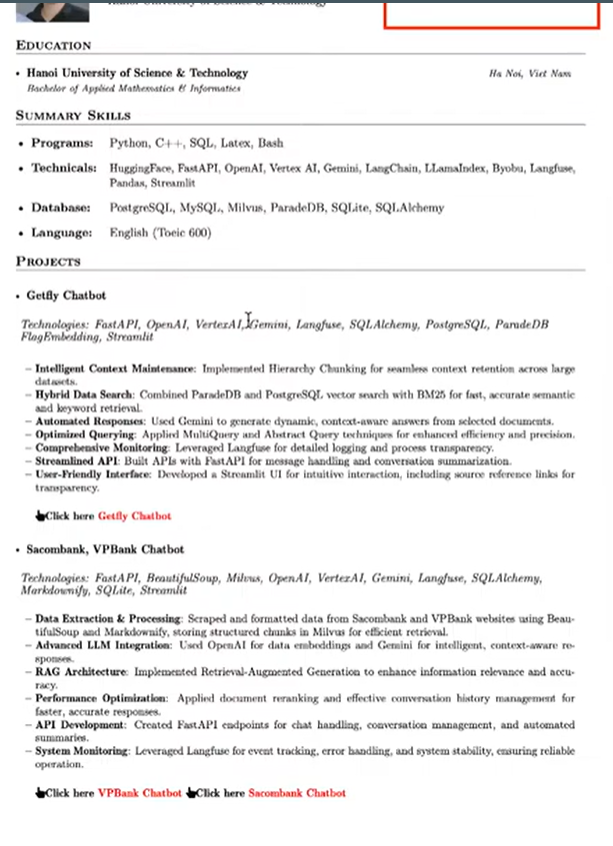 EDUCATION
• Hanoi University of Science & Technology Ha Noi, Viet Nam
Bachelor of Applied Mathematics & Informatics
SUMMARY SKILLS
• Programs: Python, C++, SQL, Latex, Bash
• Technicals: HuggingFace, FastAPI, OpenAI, Vertex AI, Gemini, LangChain, LLamaIndex, Byobu, Langfuse,
Pandas, Streamlit
• Database: PostgreSQL, MySQL, Milvus, ParadeDB, SQLite, SQLAlchemy
• Language: English (Toeic 600)
PROJECTS
• Getfly Chatbot
Technologies: FastAPI, OpenAI, VertexAI, Gemini, Langfuse, SQLAlchemy, PostgreSQL, ParadeDB
FlagEmbedding, Streamlit
– Intelligent Context Maintenance: Implemented Hierarchy Chunking for seamless context retention across large
datasets.
– Hybrid Data Search: Combined ParadeDB and PostgreSQL vector search with BM25 for fast, accurate semantic
and keyword retrieval.
– Automated Responses: Used Gemini to generate dynamic, context-aware answers from selected documents.
– Optimized Querying: Applied MultiQuery and Abstract Query techniques for enhanced efficiency and precision.
– Comprehensive Monitoring: Leveraged Langfuse for detailed logging and process transparency.
– Streamlined API: Built APIs with FastAPI for message handling and conversation summarization.
– User-Friendly Interface: Developed a Streamlit UI for intuitive interaction, including source reference links for
transparency.
Click here Getfly Chatbot
• Sacombank, VPBank Chatbot
Technologies: FastAPI, BeautifulSoup, Milvus, OpenAI, VertexAI, Gemini, Langfuse, SQLAlchemy,
Markdownify, SQLite, Streamlit
– Data Extraction & Processing: Scraped and formatted data from Sacombank and VPBank websites using Beau-
tifulSoup and Markdownify, storing structured chunks in Milvus for efficient retrieval.
– Advanced LLM Integration: Used OpenAI for data embeddings and Gemini for intelligent, context-aware re-
sponses.
– RAG Architecture: Implemented Retrieval-Augmented Generation to enhance information relevance and accu-
racy.
– Performance Optimization: Applied document reranking and effective conversation history management for
faster, accurate responses.
– API Development: Created FastAPI endpoints for chat handling, conversation management, and automated
summaries.
– System Monitoring: Leveraged Langfuse for event tracking, error handling, and system stability, ensuring reliable
operation.
Click here VPBank Chatbot Click here Sacombank Chatbot